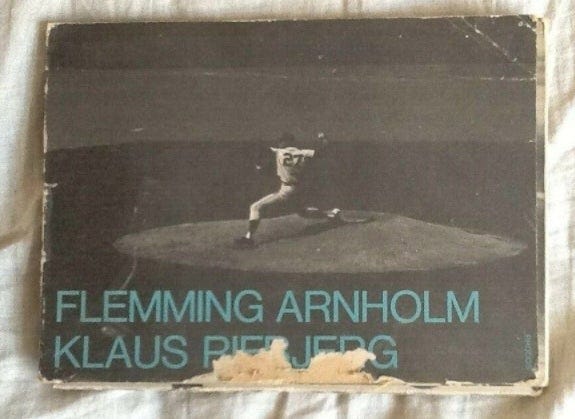 27
FLEMMING ARNHOLM
KLAUS RIFBJERG